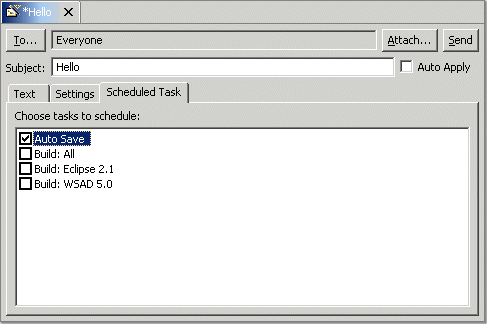 *Hello
To... Everyone Attach... Send
Subject: Hello Auto Apply
Text Settings Scheduled Task
Choose tasks to schedule:
Auto Save
Build: All
Build: Eclipse 2.1
Build: WSAD 5.0